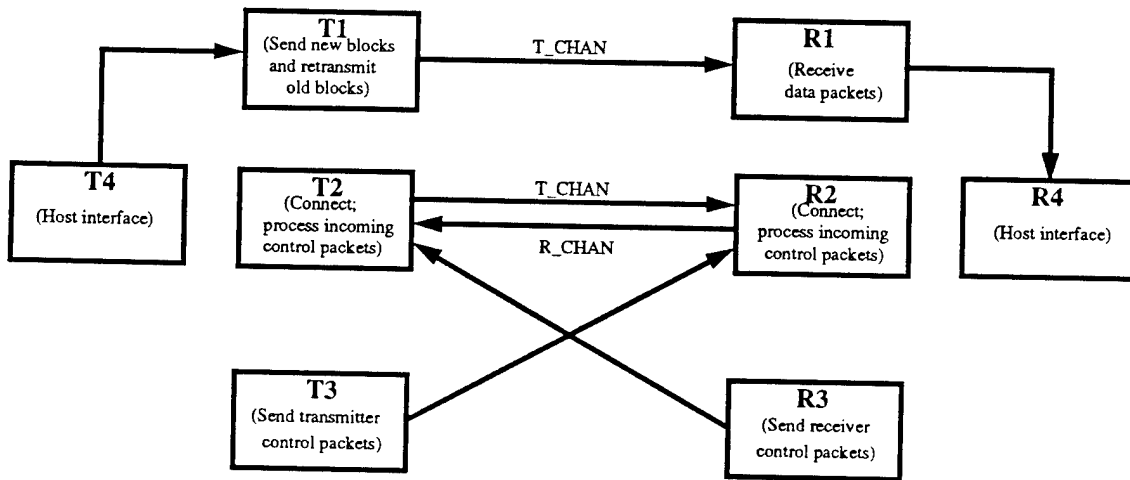 T1
(Send new blocks
and retransmit
old blocks)
T_CHAN
R1
(Receive
data packets)
T4
(Host interface)
T2
(Connect;
process incoming
control packets)
T_CHAN
R_CHAN
R2
(Connect;
process incoming
control packets)
R4
(Host interface)
T3
(Send transmitter
control packets)
R3
(Send receiver
control packets)